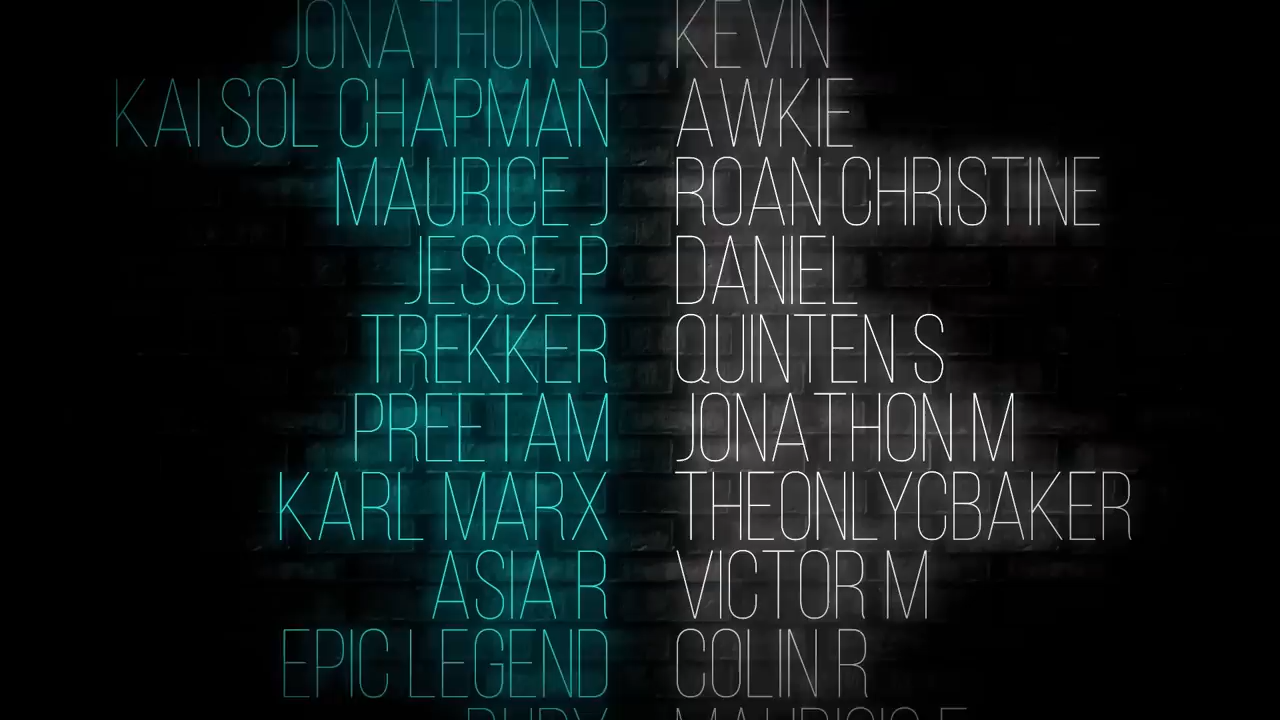 JONATHON B KEVIN
KAI SOL CHAPMAN AWKIE
MAURICE J ROAN CHRISTINE
JESSE P DANIEL
TREKKER QUINTEN S
PREETAM JONATHON M
KARL MARX THEONLYCBAKER
ASIA R VICTOR M
EPIC LEGEND COLIN R